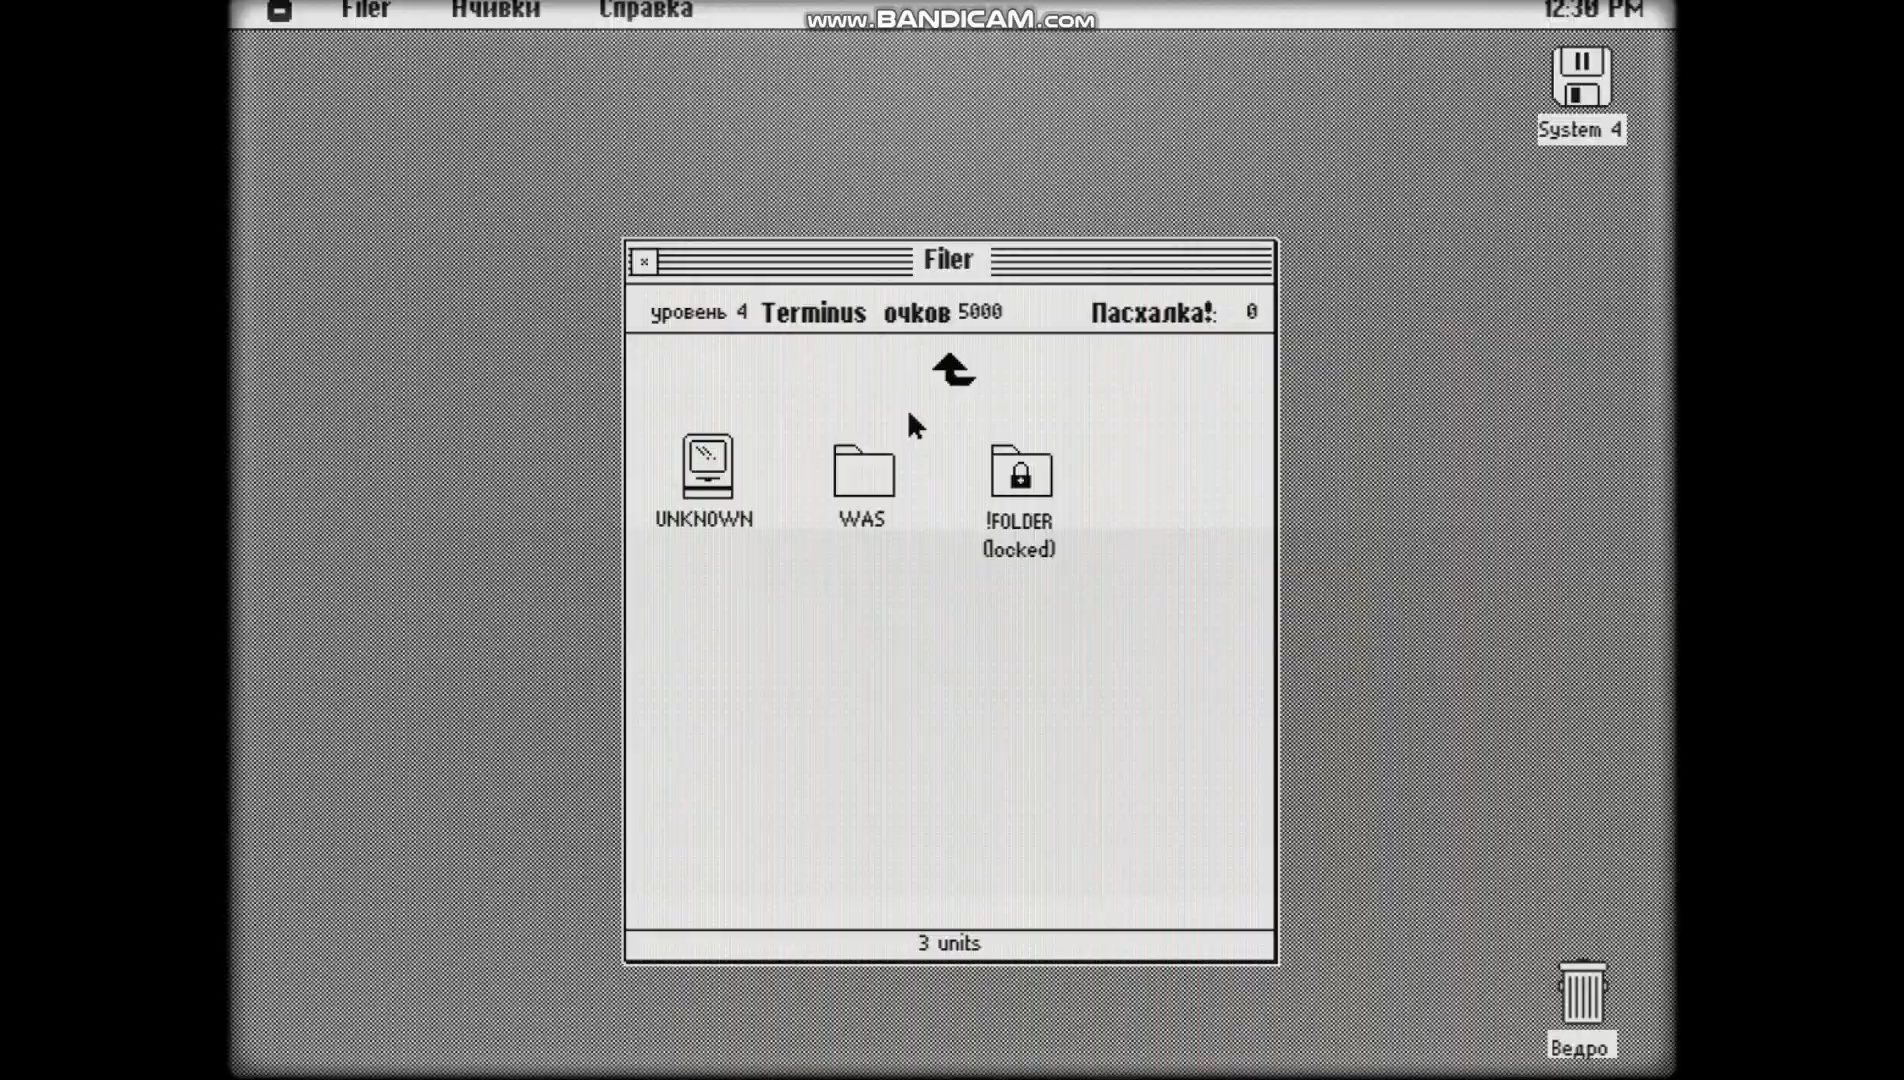 Filer Ачивки Справка
www.BANDICAM.com
12:30 PM
System 4
Filer
уровень 4 Terminus очков 5000 Пасхалка!: 0
UNKNOWN WAS !FOLDER
(locked)
3 units
Ведро